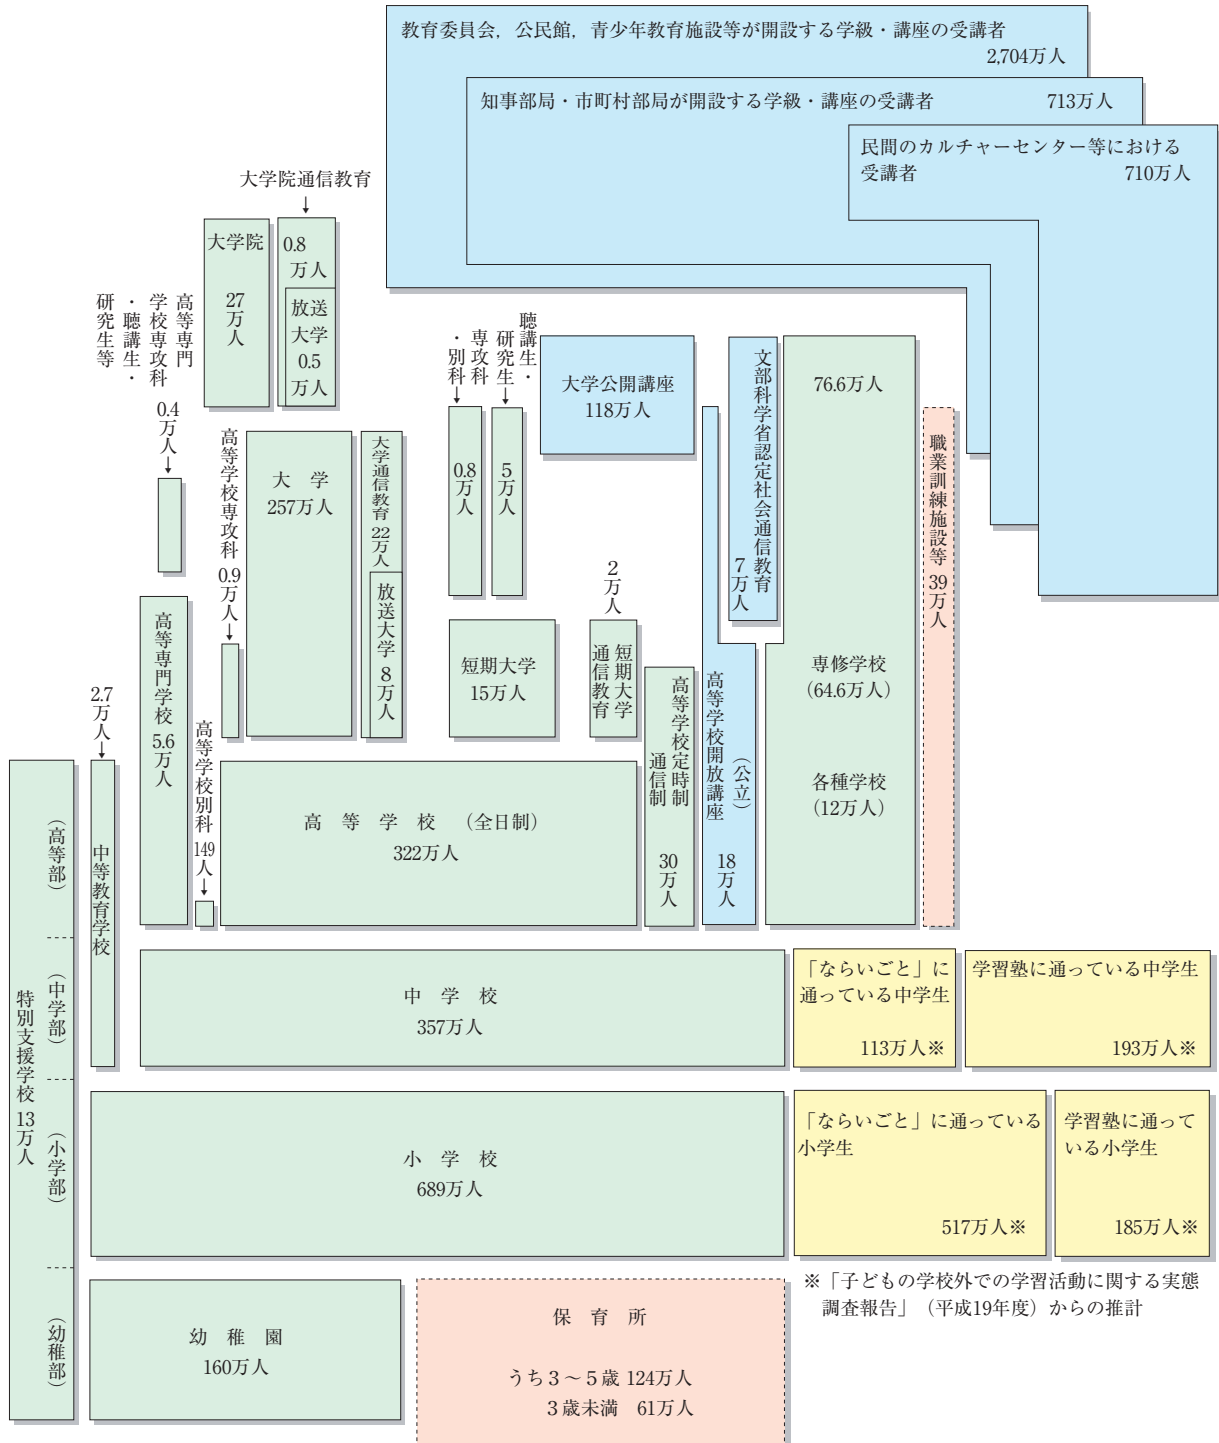 教育委員会，公民館，青少年教育施設等が開設する学級・講座の受講者
2,704万人
知事部局・市町村部局が開設する学級・講座の受講者　713万人
民間のカルチャーセンター等における
受講者　710万人
大学院通信教育
大学院
27万人
0.8
万人
放送
大学
0.5
万人
高等専門
学校専攻科
・聴講生・
研究生等
0.4万人
高等学校専攻科
0.9万人
大　学
257万人
大学通信教育 22万人
放送大学 8万人
専攻科
・別科
0.8万人
聴講生・
研究生
5万人
大学公開講座
118万人
文部科学省認定社会通信教育
7万人
76.6万人
専修学校
（64.6万人）
各種学校
（12万人）
職業訓練施設等 39万人
高等専門学校 5.6万人
短期大学
15万人
2万人
短期大学
通信教育
高等学校定時制
通信制
30万人
高等学校開放講座
（公立）
18万人
2.7
万人
中等教育学校
高等学校別科
149人
高　等　学　校　（全日制）
322万人
特別支援学校 13万人
（高等部）
（中学部）
（小学部）
（幼稚部）
中　学　校
357万人
「ならいごと」に
通っている中学生
113万人※
学習塾に通っている中学生
193万人※
小　学　校
689万人
「ならいごと」に通っている
小学生
517万人※
学習塾に通って
いる小学生
185万人※
幼　稚　園
160万人
保　育　所
うち３～５歳 124万人
３歳未満　61万人
※「子どもの学校外での学習活動に関する実態
調査報告」（平成19年度）からの推計